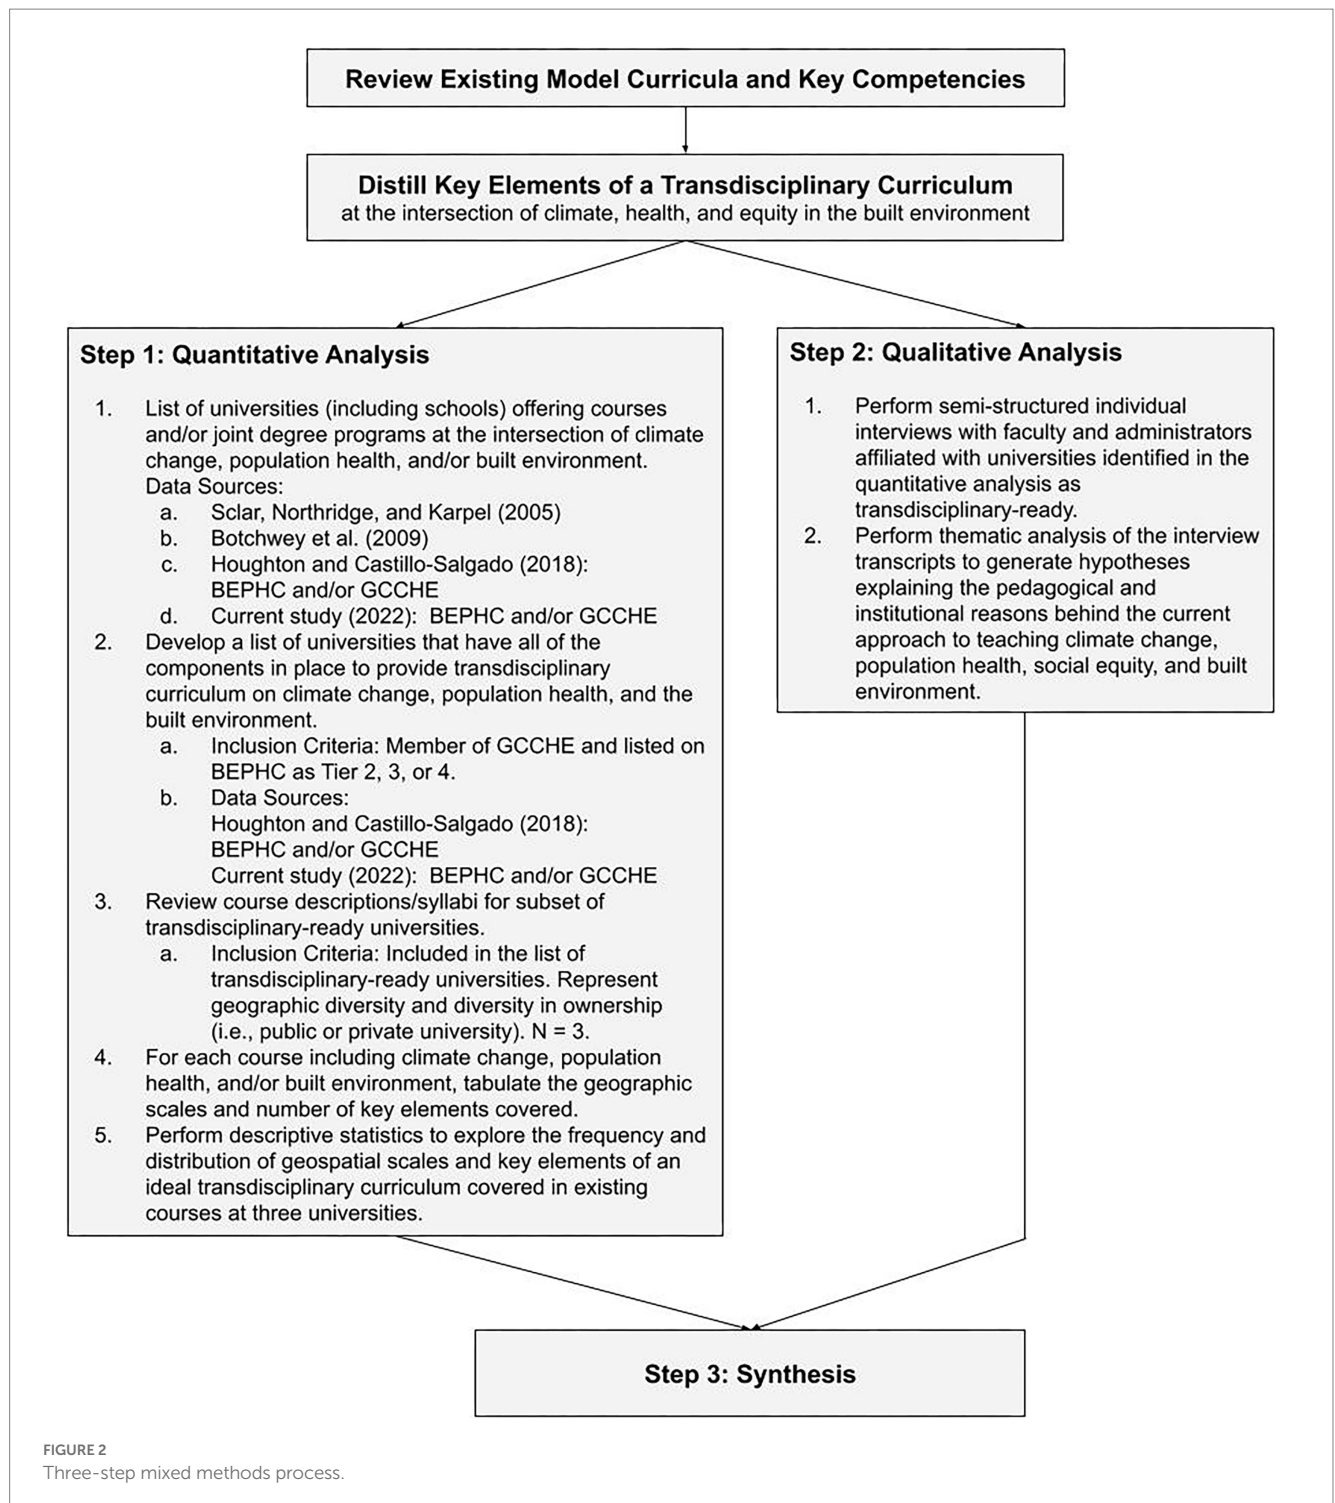 Review Existing Model Curricula and Key Competencies
Distill Key Elements of a Transdisciplinary Curriculum
at the intersection of climate, health, and equity in the built environment
Step 1: Quantitative Analysis
1. List of universities (including schools) offering courses
and/or joint degree programs at the intersection of climate
change, population health, and/or built environment.
Data Sources:
a. Sclar, Northridge, and Karpel (2005)
b. Botchwey et al. (2009)
c. Houghton and Castillo-Salgado (2018):
BEPHC and/or GCCHE
d. Current study (2022): BEPHC and/or GCCHE
2. Develop a list of universities that have all of the
components in place to provide transdisciplinary
curriculum on climate change, population health, and the
built environment.
a. Inclusion Criteria: Member of GCCHE and listed on
BEPHC as Tier 2, 3, or 4.
b. Data Sources:
Houghton and Castillo-Salgado (2018):
BEPHC and/or GCCHE
Current study (2022): BEPHC and/or GCCHE
3. Review course descriptions/syllabi for subset of
transdisciplinary-ready universities.
a. Inclusion Criteria: Included in the list of
transdisciplinary-ready universities. Represent
geographic diversity and diversity in ownership
(i.e., public or private university). N = 3.
4. For each course including climate change, population
health, and/or built environment, tabulate the geographic
scales and number of key elements covered.
5. Perform descriptive statistics to explore the frequency and
distribution of geospatial scales and key elements of an
ideal transdisciplinary curriculum covered in existing
courses at three universities.
Step 2: Qualitative Analysis
1. Perform semi-structured individual
interviews with faculty and administrators
affiliated with universities identified in the
quantitative analysis as
transdisciplinary-ready.
2. Perform thematic analysis of the interview
transcripts to generate hypotheses
explaining the pedagogical and
institutional reasons behind the current
approach to teaching climate change,
population health, social equity, and built
environment.
Step 3: Synthesis
FIGURE 2
Three-step mixed methods process.